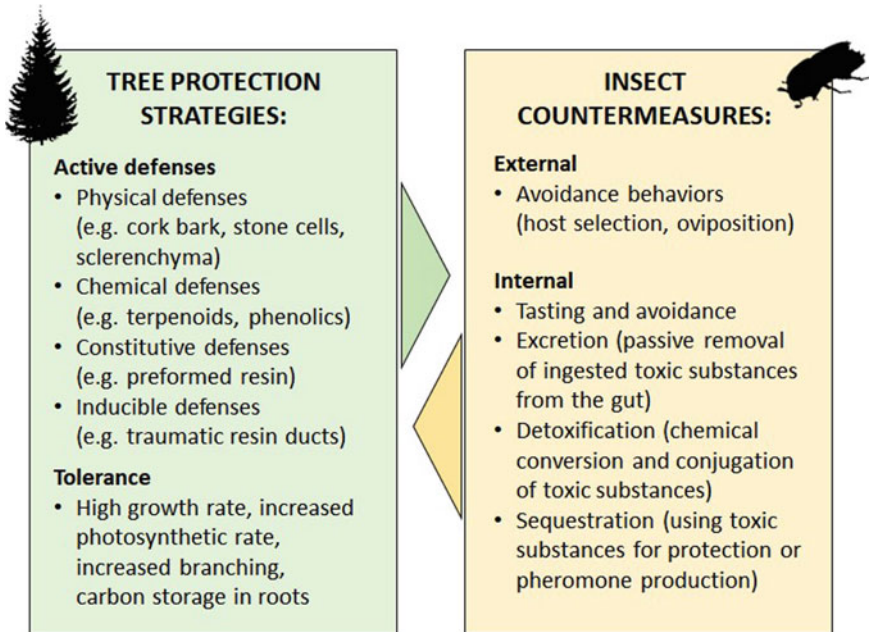 TREE PROTECTION
STRATEGIES:
Active defenses
• Physical defenses
(e.g. cork bark, stone cells,
sclerenchyma)
• Chemical defenses
(e.g. terpenoids, phenolics)
• Constitutive defenses
(e.g. preformed resin)
• Inducible defenses
(e.g. traumatic resin ducts)
Tolerance
• High growth rate, increased
photosynthetic rate,
increased branching,
carbon storage in roots
INSECT
COUNTERMEASURES:
External
• Avoidance behaviors
(host selection, oviposition)
Internal
• Tasting and avoidance
• Excretion (passive removal
of ingested toxic substances
from the gut)
• Detoxification (chemical
conversion and conjugation
of toxic substances)
• Sequestration (using toxic
substances for protection or
pheromone production)